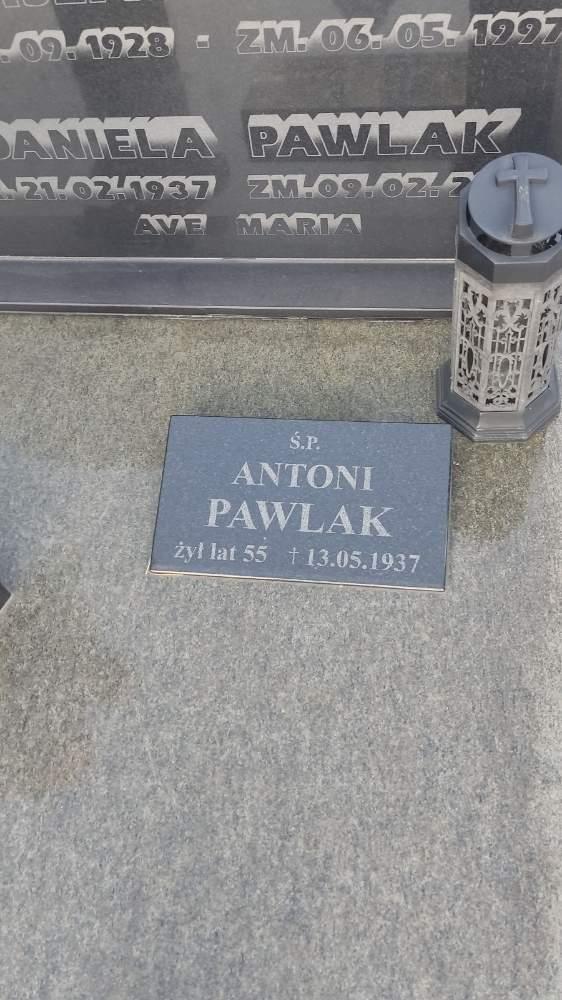 .09.1928 - ZM. 06. 05. 1997
DANIELA PAWLAK
.21.02.1937 ZM.09.02.2
AVE MARIA
Ś.P.
ANTONI
PAWLAK
żył lat 55 †13.05.1937